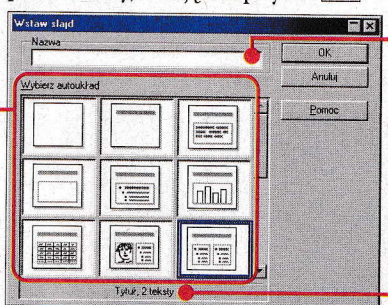 Wstaw slajd
Nazwa
OK
Anuluj
Wybierz autoukład
Pomoc
Tytuł, 2 teksty